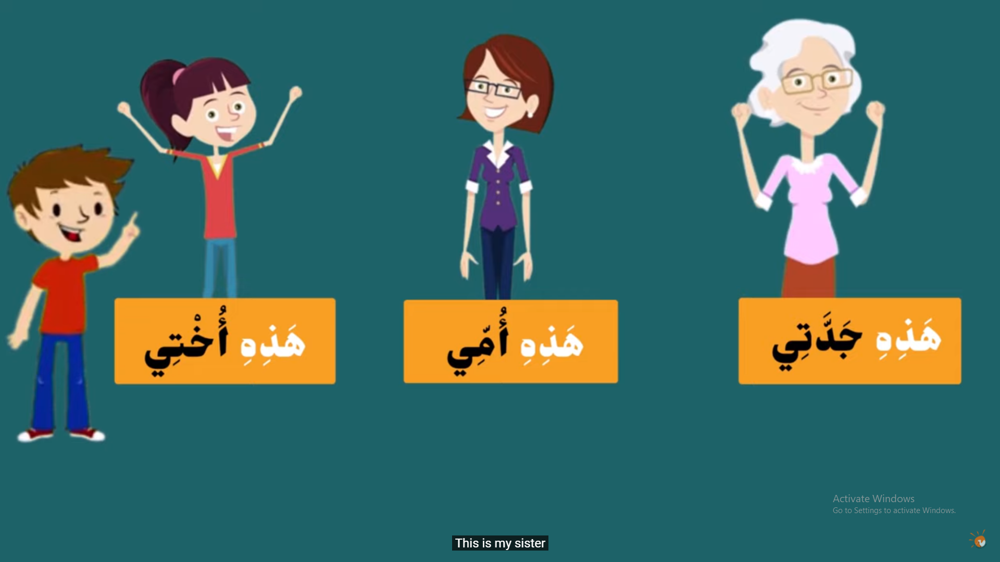 هَذِهِ أُخْتِي
هَذِهِ أُمِّي
هَذِهِ جَدَّتِي
Activate Windows
Go to Settings to activate Windows.
This is my sister